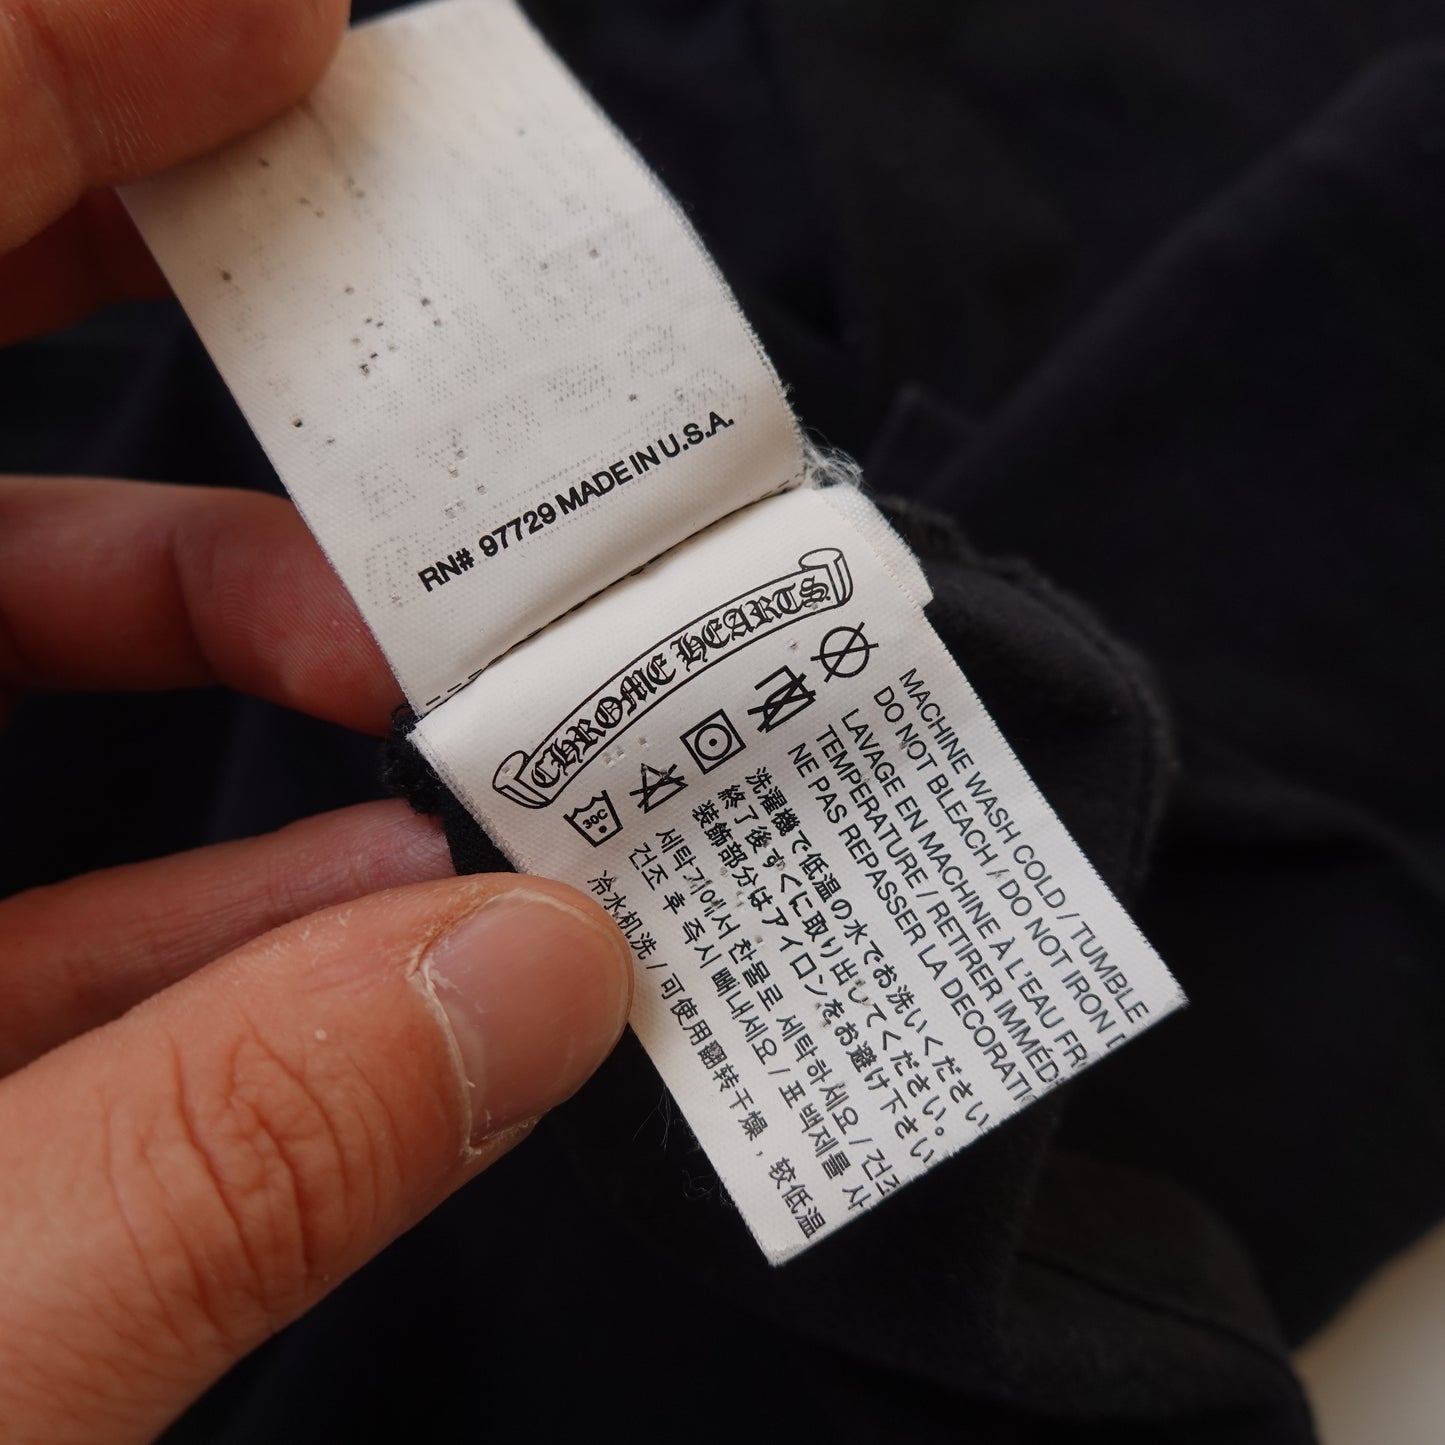 RN# 97729 MADE IN U.S.A.
CHROME HEARTS
30C
MACHINE WASH COLD / TUMBLE
DO NOT BLEACH / DO NOT IRON
LAVAGE EN MACHINE À L'EAU
TEMPERATURE / RETIRER
NE PAS REPASSER LA
洗濯機で低温の水でお洗いください
終了後すぐに取り出してください。
装飾部分はアイロンをお避け下さい
세탁기에서 찬물로 세탁하세요 /
건조 후 즉시 빼내세요 / 표백제를
冷水机洗 / 可使用翻转干燥，较低温